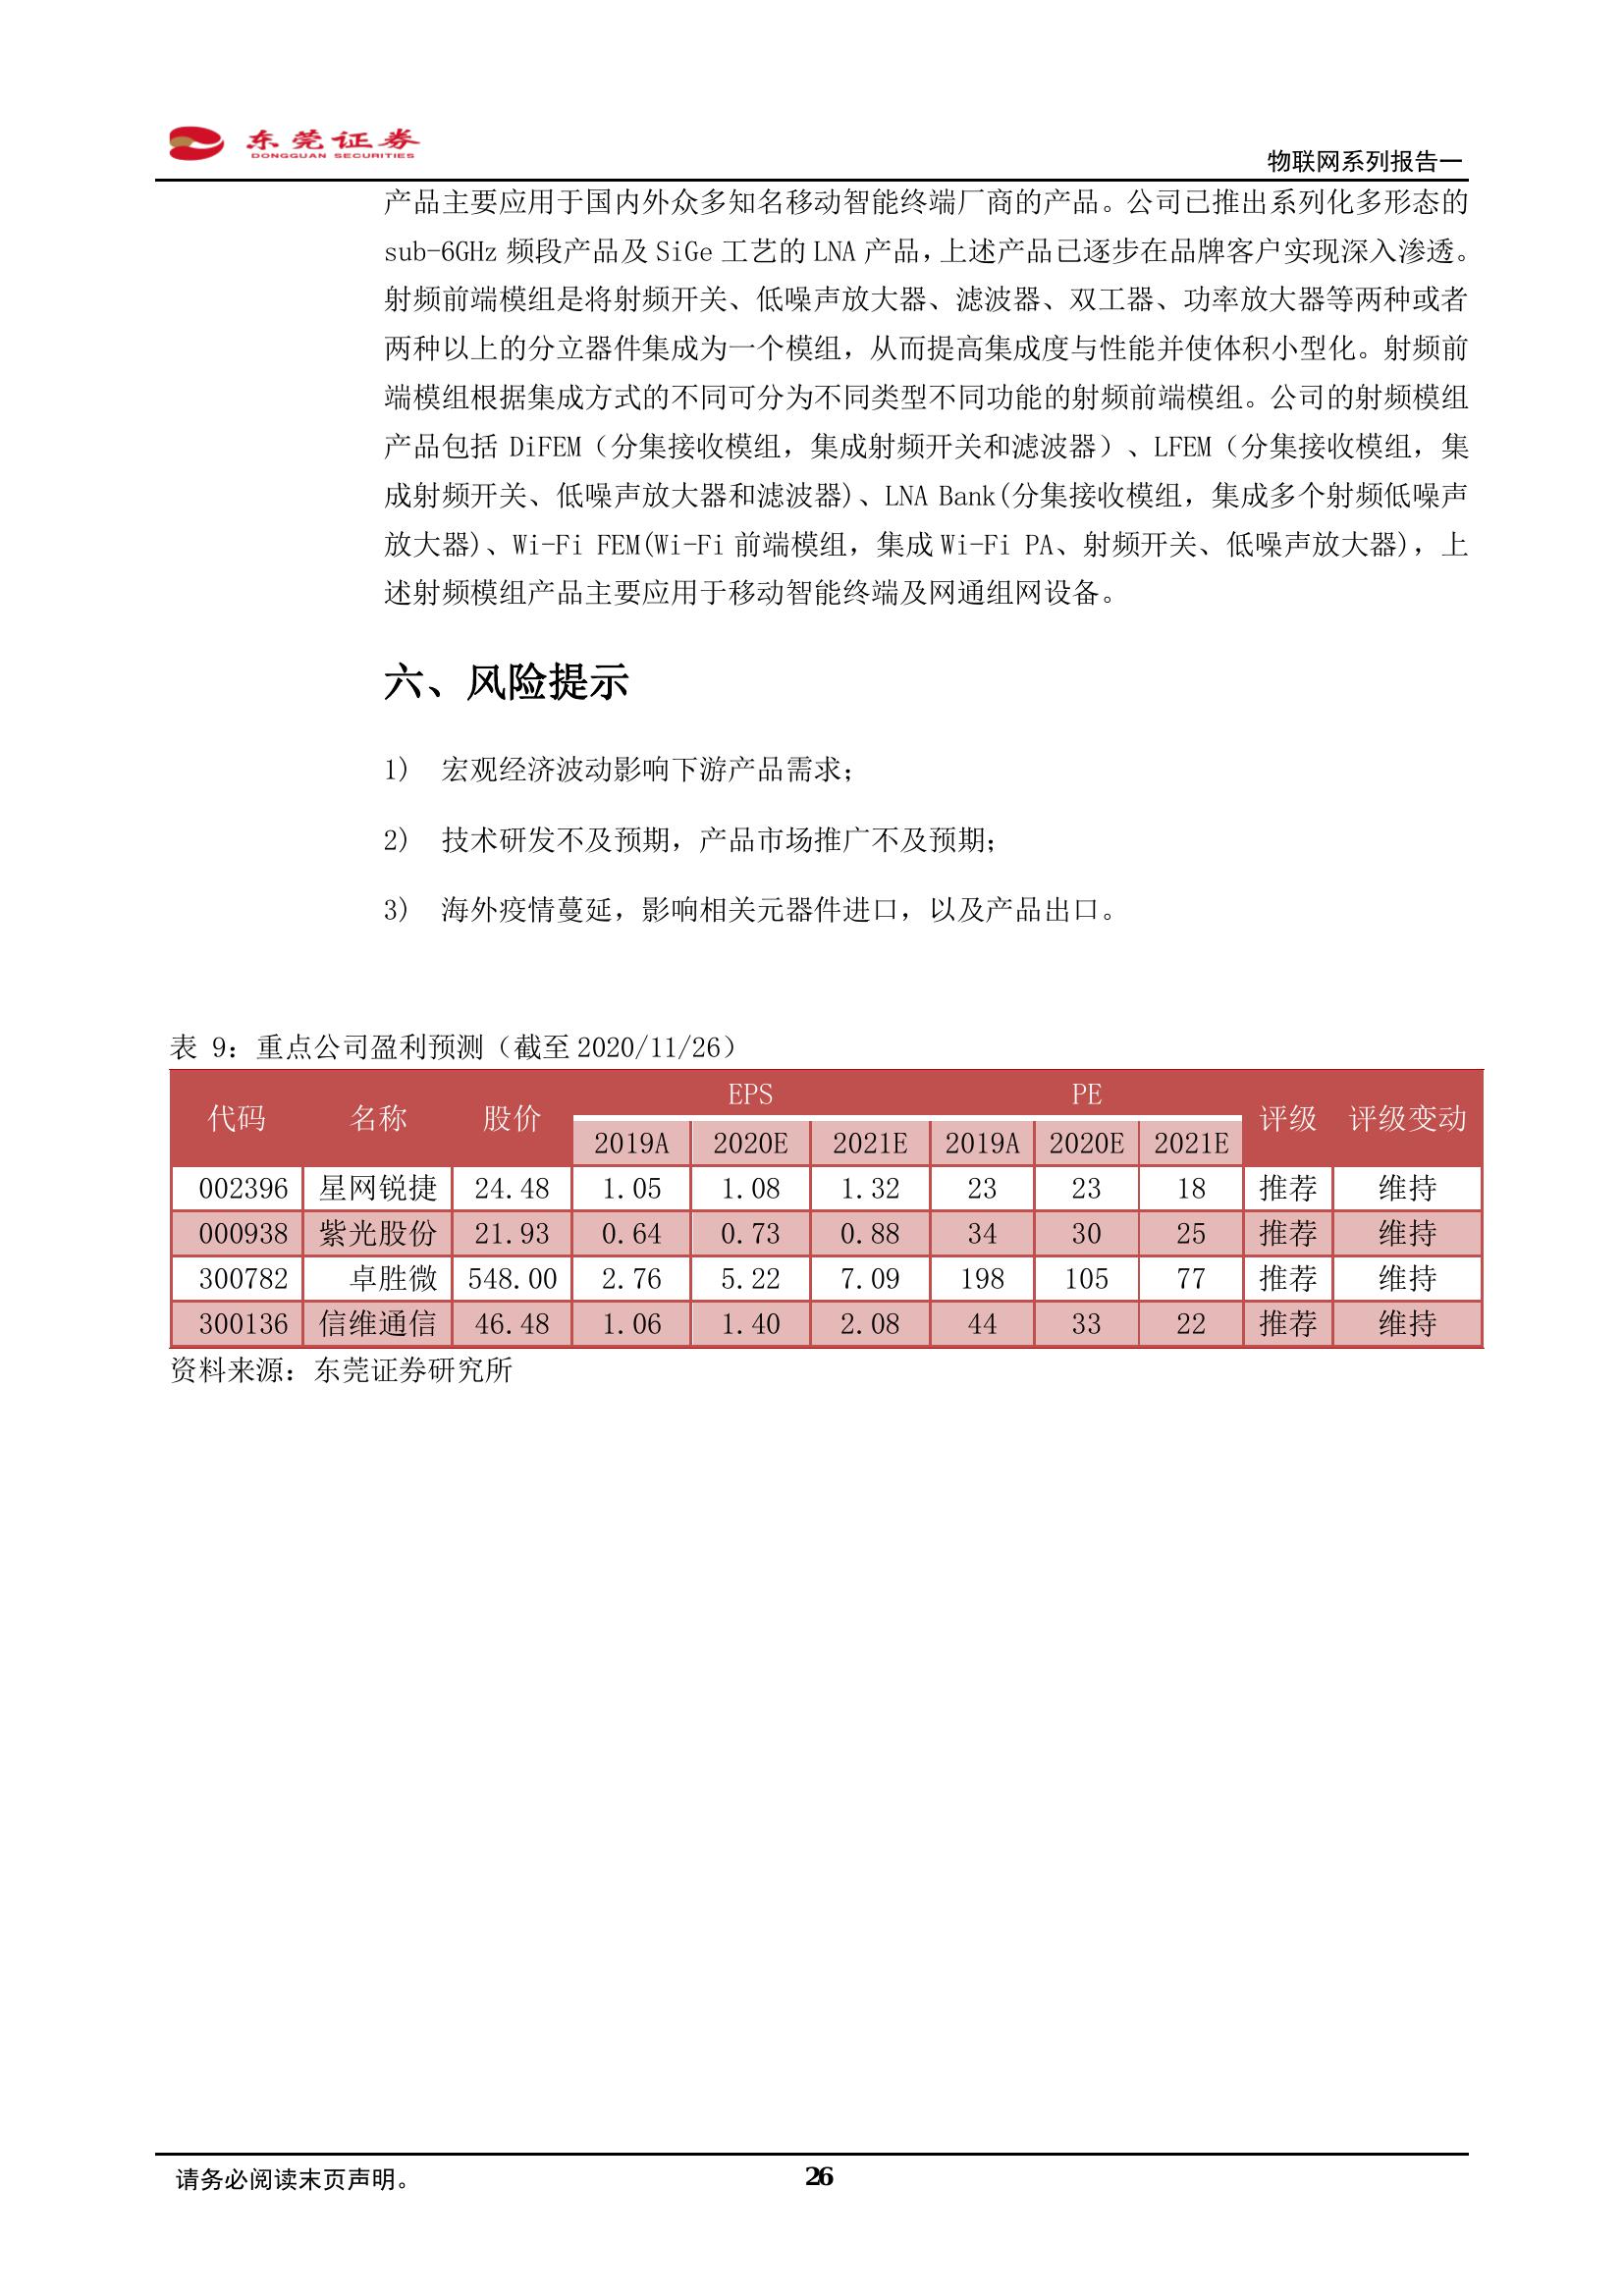 东莞证券
DONGGUAN SECURITIES
物联网系列报告一
产品主要应用于国内外众多知名移动智能终端厂商的产品。公司已推出系列化多形态的
sub-6GHz 频段产品及 SiGe 工艺的 LNA 产品，上述产品已逐步在品牌客户实现深入渗透。
射频前端模组是将射频开关、低噪声放大器、滤波器、双工器、功率放大器等两种或者
两种以上的分立器件集成为一个模组，从而提高集成度与性能并使体积小型化。射频前
端模组根据集成方式的不同可分为不同类型不同功能的射频前端模组。公司的射频模组
产品包括 DiFEM（分集接收模组，集成射频开关和滤波器）、LFEM（分集接收模组，集
成射频开关、低噪声放大器和滤波器)、LNA Bank(分集接收模组，集成多个射频低噪声
放大器)、Wi-Fi FEM(Wi-Fi 前端模组，集成 Wi-Fi PA、射频开关、低噪声放大器)，上
述射频模组产品主要应用于移动智能终端及网通组网设备。
六、风险提示
1) 宏观经济波动影响下游产品需求；
2) 技术研发不及预期，产品市场推广不及预期；
3) 海外疫情蔓延，影响相关元器件进口，以及产品出口。
表 9：重点公司盈利预测（截至 2020/11/26）
代码 名称 股价 EPS PE 评级 评级变动
2019A 2020E 2021E 2019A 2020E 2021E
002396 星网锐捷 24.48 1.05 1.08 1.32 23 23 18 推荐 维持
000938 紫光股份 21.93 0.64 0.73 0.88 34 30 25 推荐 维持
300782 卓胜微 548.00 2.76 5.22 7.09 198 105 77 推荐 维持
300136 信维通信 46.48 1.06 1.40 2.08 44 33 22 推荐 维持
资料来源：东莞证券研究所
请务必阅读末页声明。
26